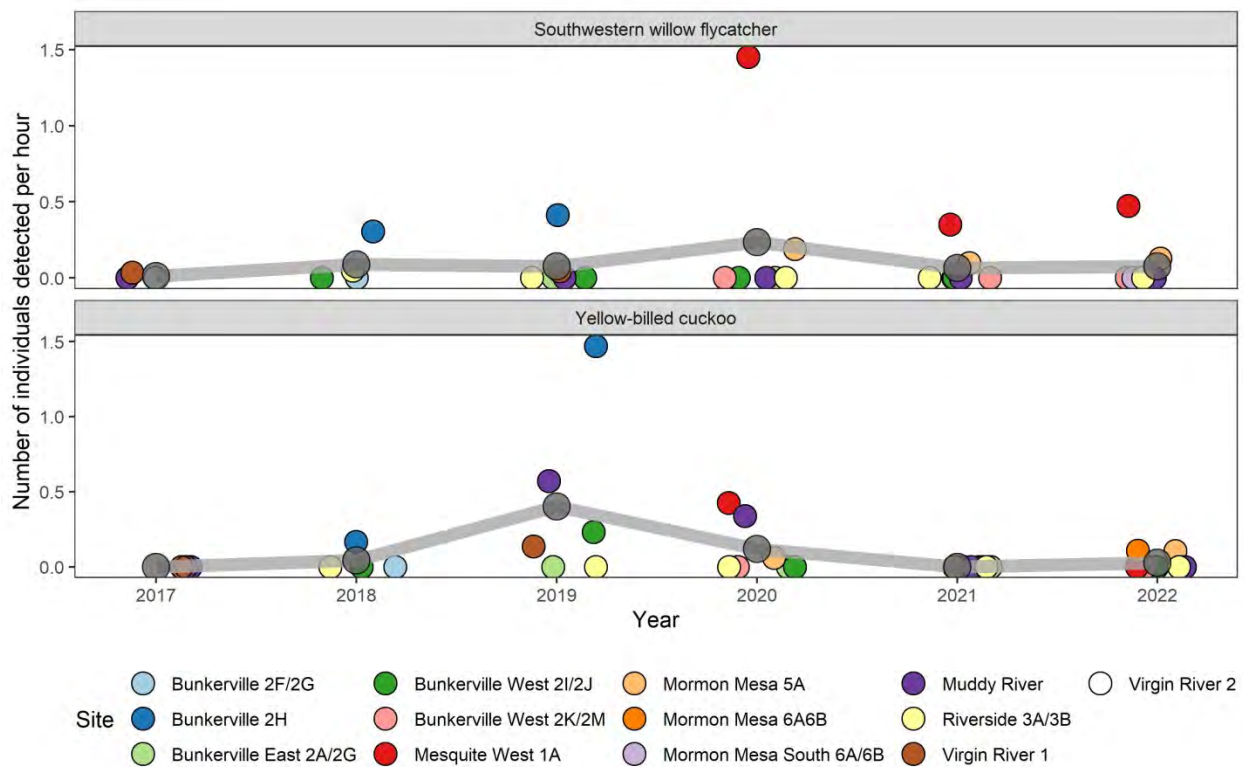 Southwestern willow flycatcher
1.5
1.0
0.5
0.0
Yellow-billed cuckoo
1.5
1.0
0.5
0.0
Number of individuals detected per hour
2017 2018 2019 2020 2021 2022
Year
Site
Bunkerville 2F/2G
Bunkerville 2H
Bunkerville East 2A/2G
Bunkerville West 2I/2J
Bunkerville West 2K/2M
Mesquite West 1A
Mormon Mesa 5A
Mormon Mesa 6A6B
Mormon Mesa South 6A/6B
Muddy River
Riverside 3A/3B
Virgin River 1
Virgin River 2